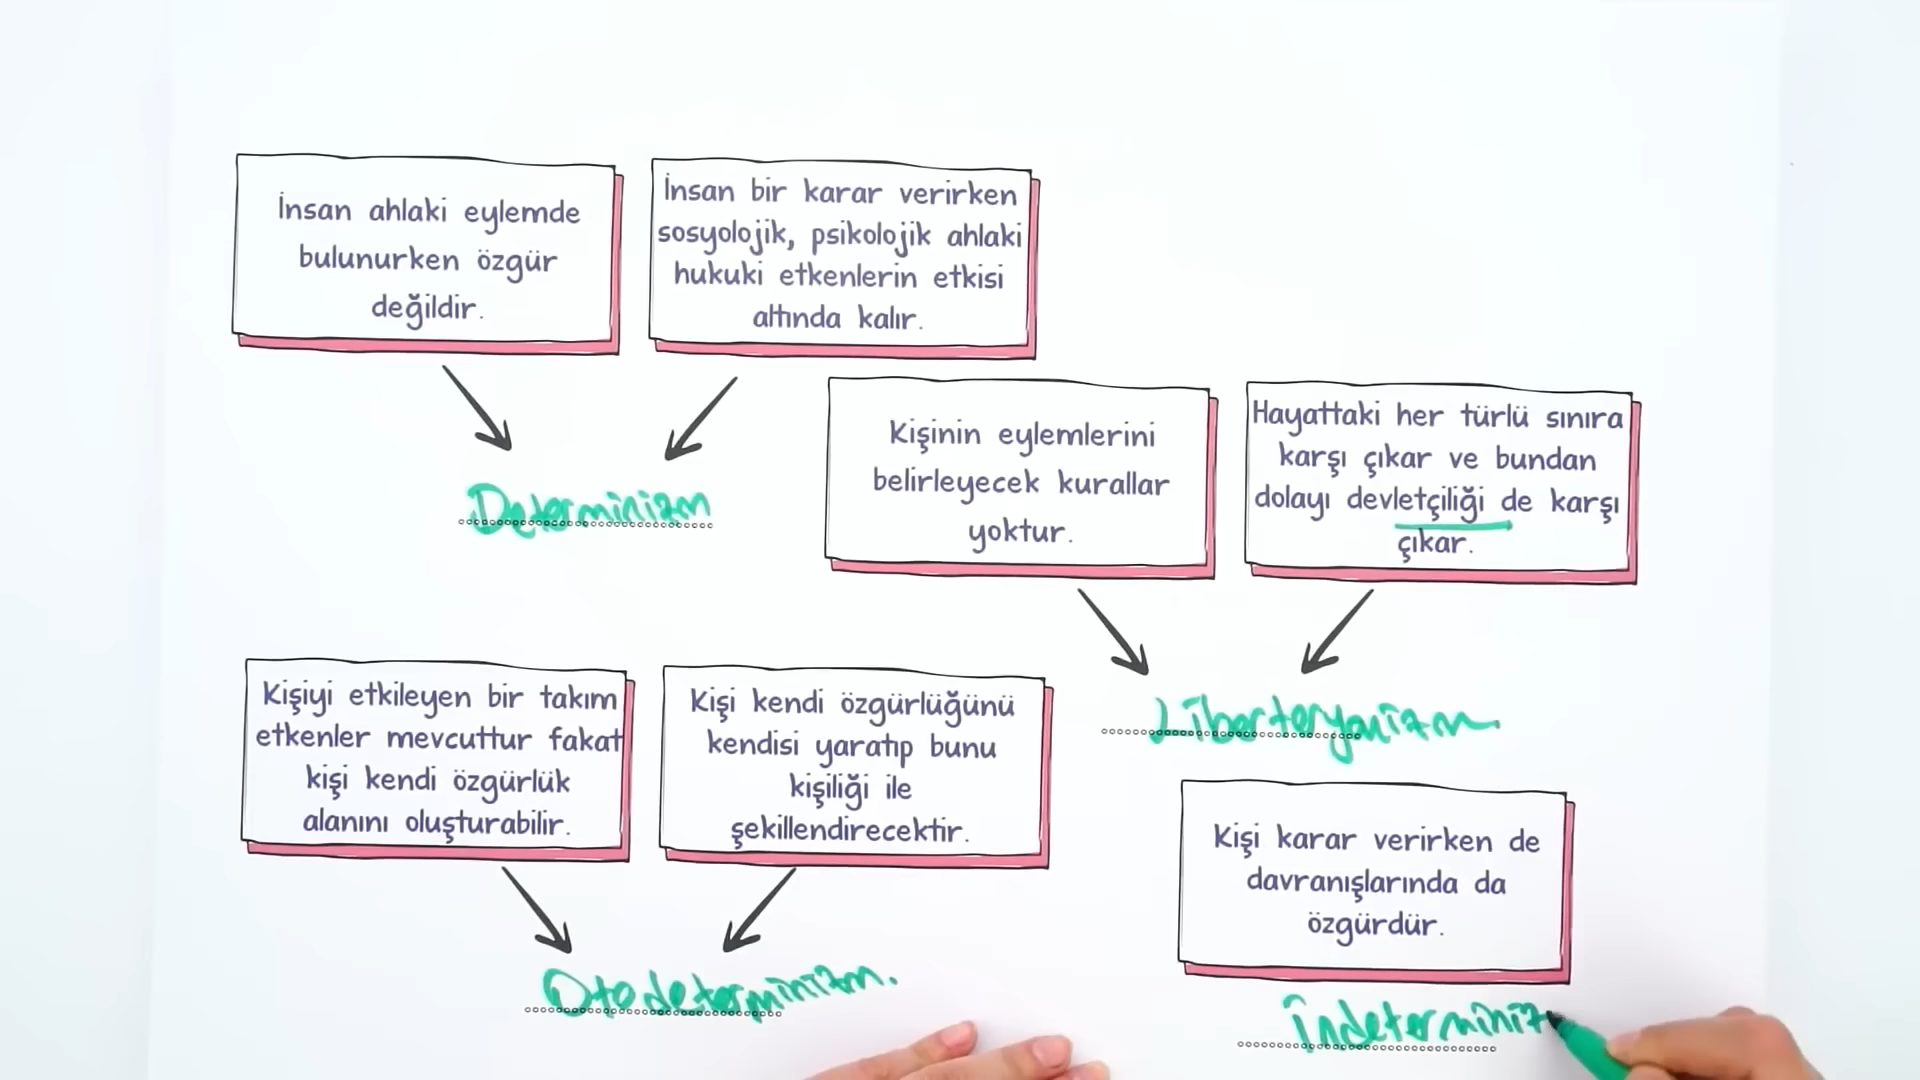 İnsan ahlaki eylemde
bulunurken özgür
değildir.
İnsan bir karar verirken
sosyolojik, psikolojik ahlaki
hukuki etkenlerin etkisi
altında kalır.
Determinizm
Kişinin eylemlerini
belirleyecek kurallar
yoktur.
Hayattaki her türlü sınıra
karşı çıkar ve bundan
dolayı devletçiliği de karşı
çıkar.
Liberteryanizm.
Kişiyi etkileyen bir takım
etkenler mevcuttur fakat
kişi kendi özgürlük
alanını oluşturabilir.
Kişi kendi özgürlüğünü
kendisi yaratıp bunu
kişiliği ile
şekillendirecektir.
Otodeterminizm.
Kişi karar verirken de
davranışlarında da
özgürdür.
İndeterminiz